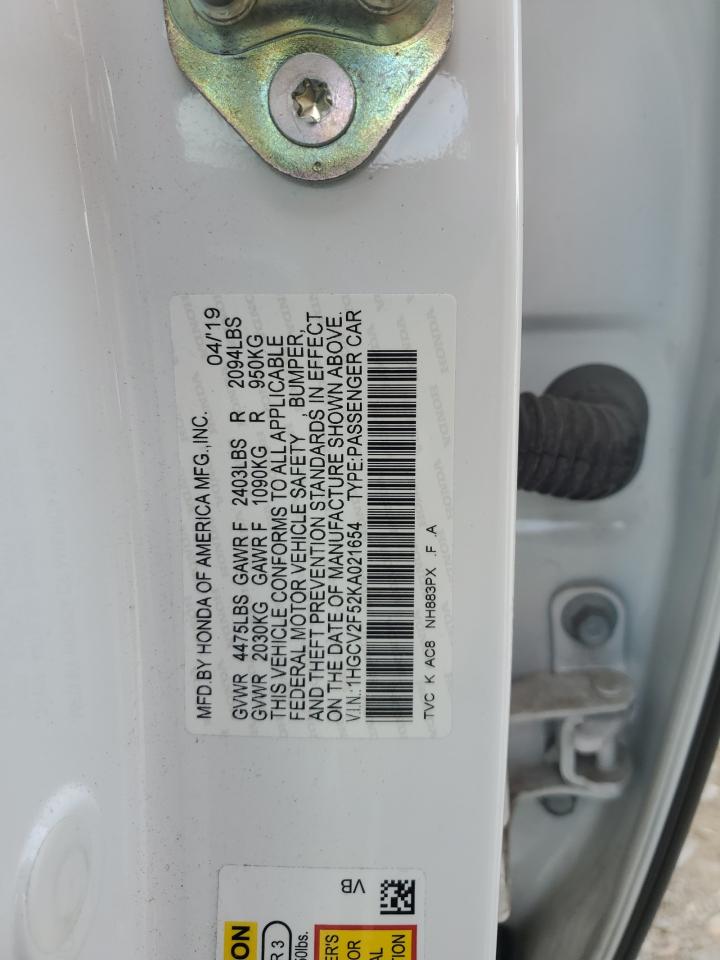 MFD.BY HONDA OF AMERICA MFG.,INC. 04/'19
GVWR 4475LBS GAWR F 2403LBS R 2094LBS
GVWR 2030KG GAWR F 1090KG R 950KG
THIS VEHICLE CONFORMS TO ALL APPLICABLE
FEDERAL MOTOR VEHICLE SAFETY , BUMPER,
AND THEFT PREVENTION STANDARDS IN EFFECT
ON THE DATE OF MANUFACTURE SHOWN ABOVE.
V.I.N.:1HGCV2F52KA021654 TYPE:PASSENGER CAR
TVC K AC8 NH883PX .F .A
HONDA
VB